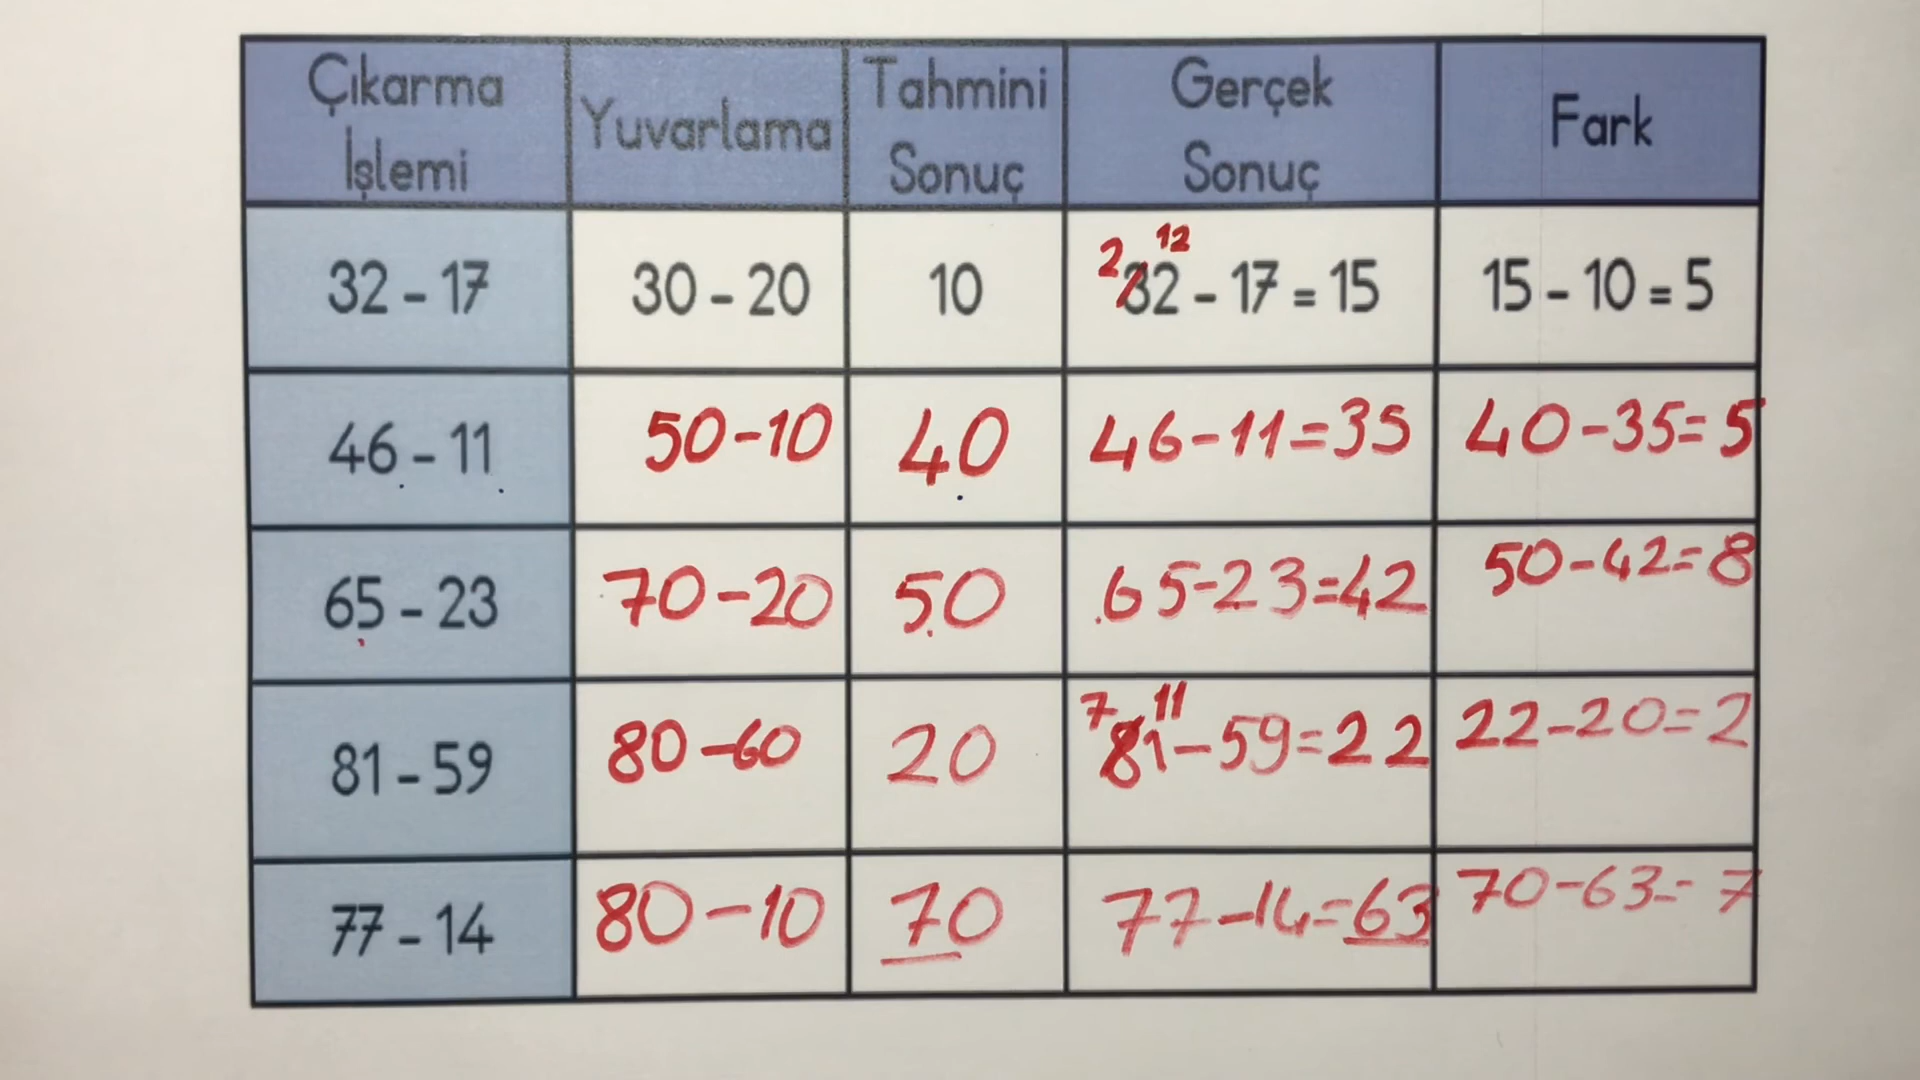 Çıkarma
İşlemi
Yuvarlama
Tahmini
Sonuç
Gerçek
Sonuç
Fark
32 - 17
30 - 20
10
2 12
32 - 17 = 15
15 - 10 = 5
46 - 11
50-10
40
46-11=35
40-35=5
65 - 23
70-20
50
65-23=42
50-42=8
81 - 59
80-60
20
7 11
81-59=22
22-20=2
77 - 14
80-10
70
77-14=63
70-63=7